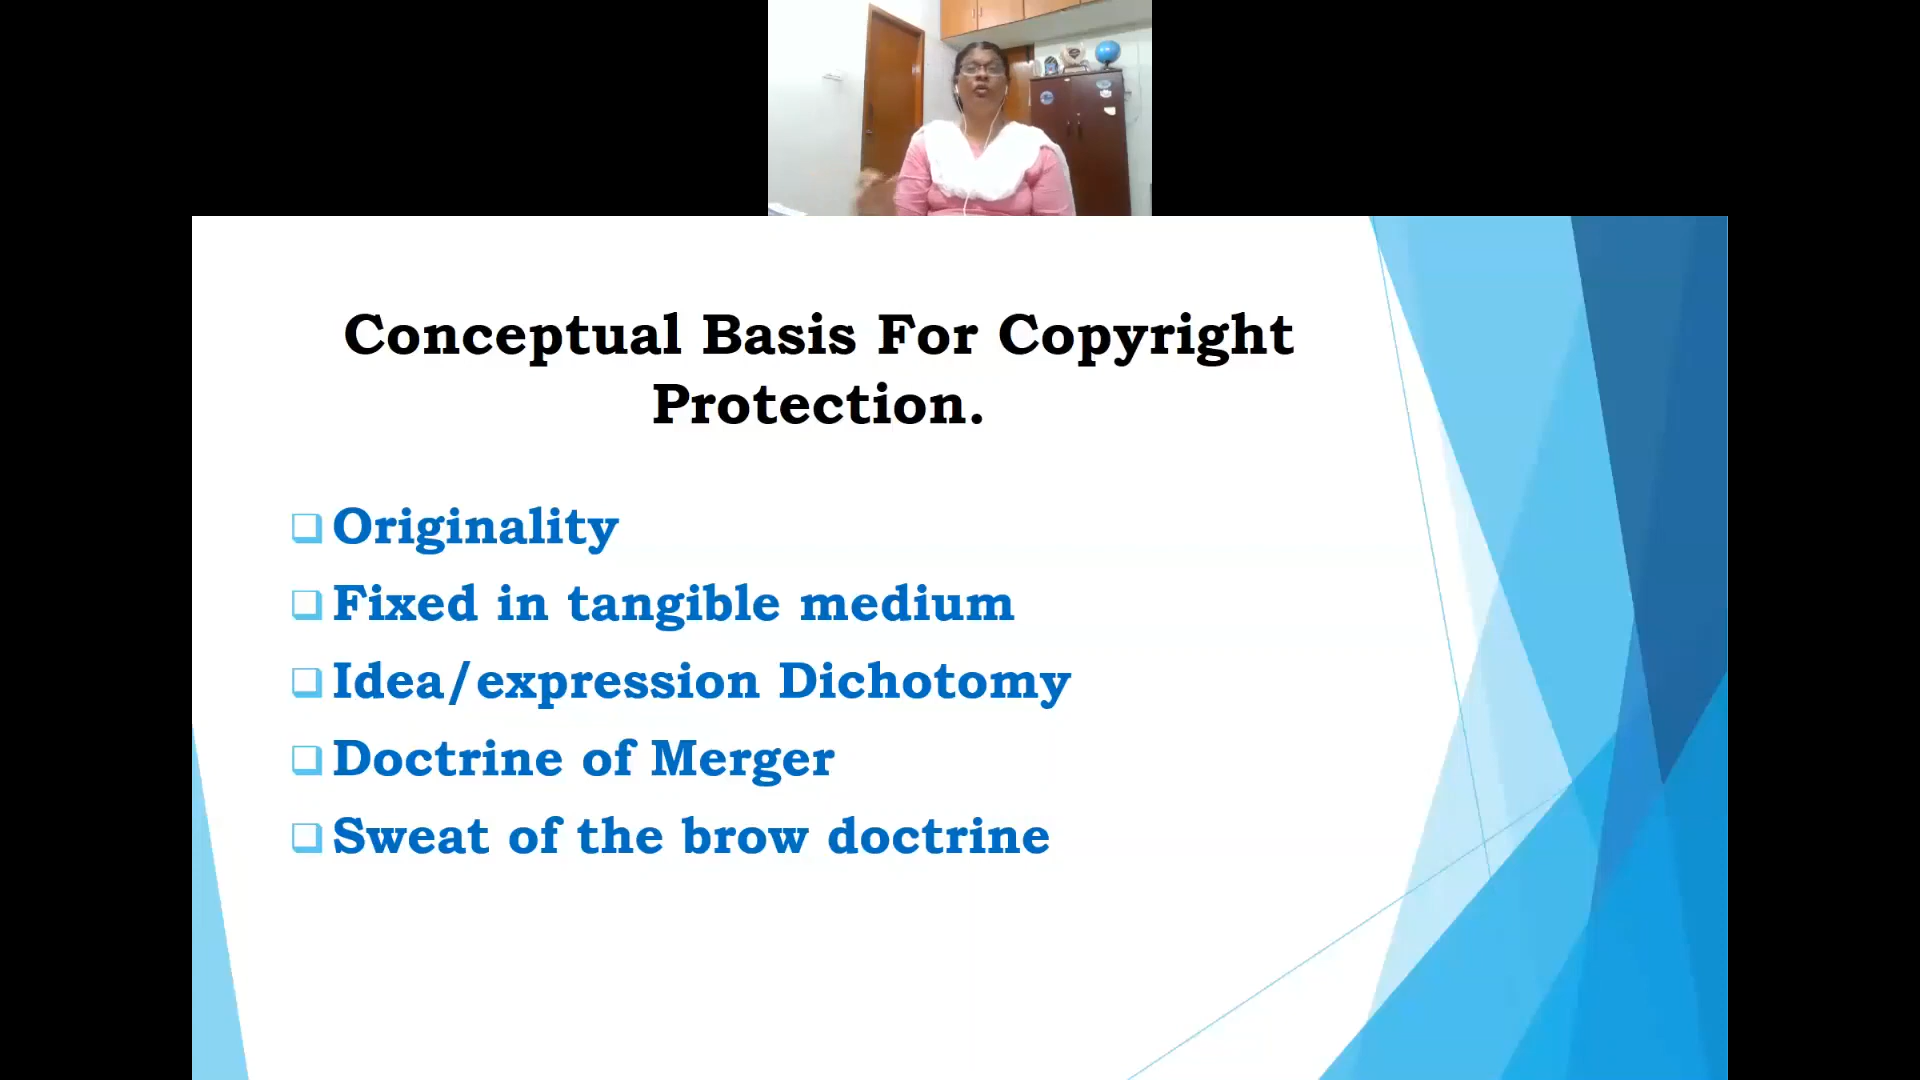 Conceptual Basis For Copyright
Protection.
Originality
Fixed in tangible medium
Idea/expression Dichotomy
Doctrine of Merger
Sweat of the brow doctrine